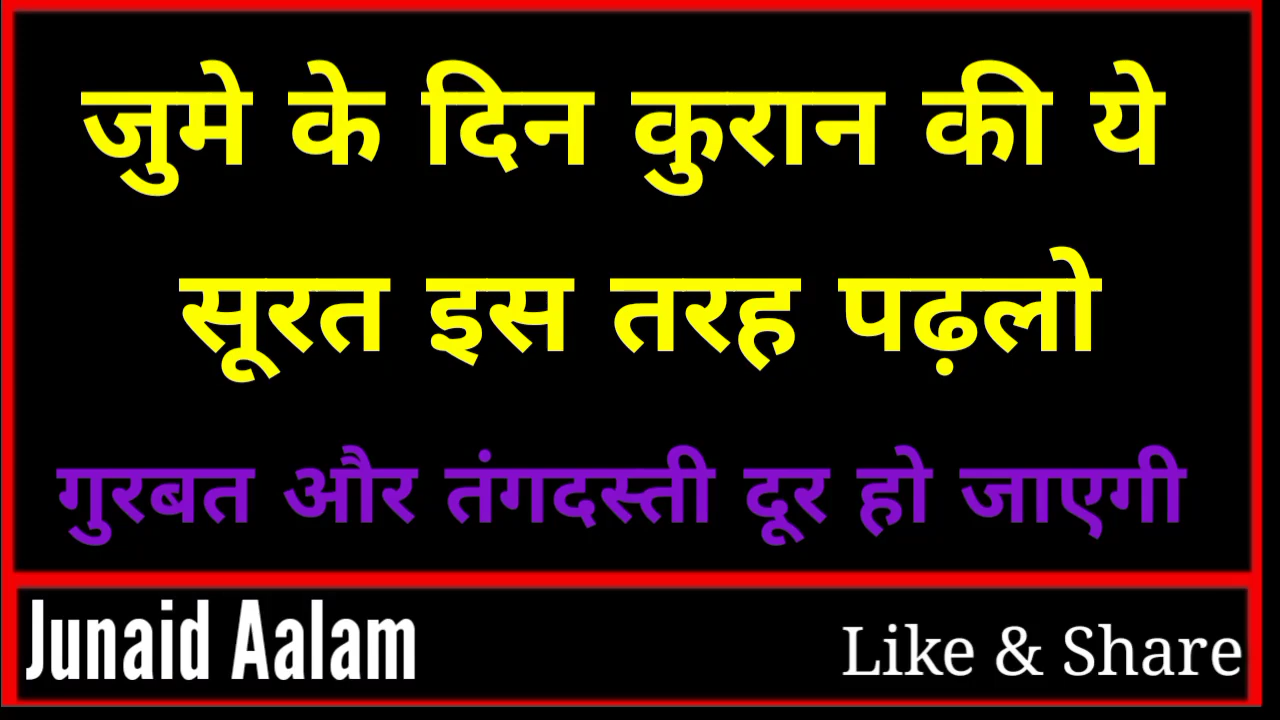 जुमे के दिन कुरान की ये
सूरत इस तरह पढ़लो
गुरबत और तंगदस्ती दूर हो जाएगी
Junaid Aalam
Like & Share